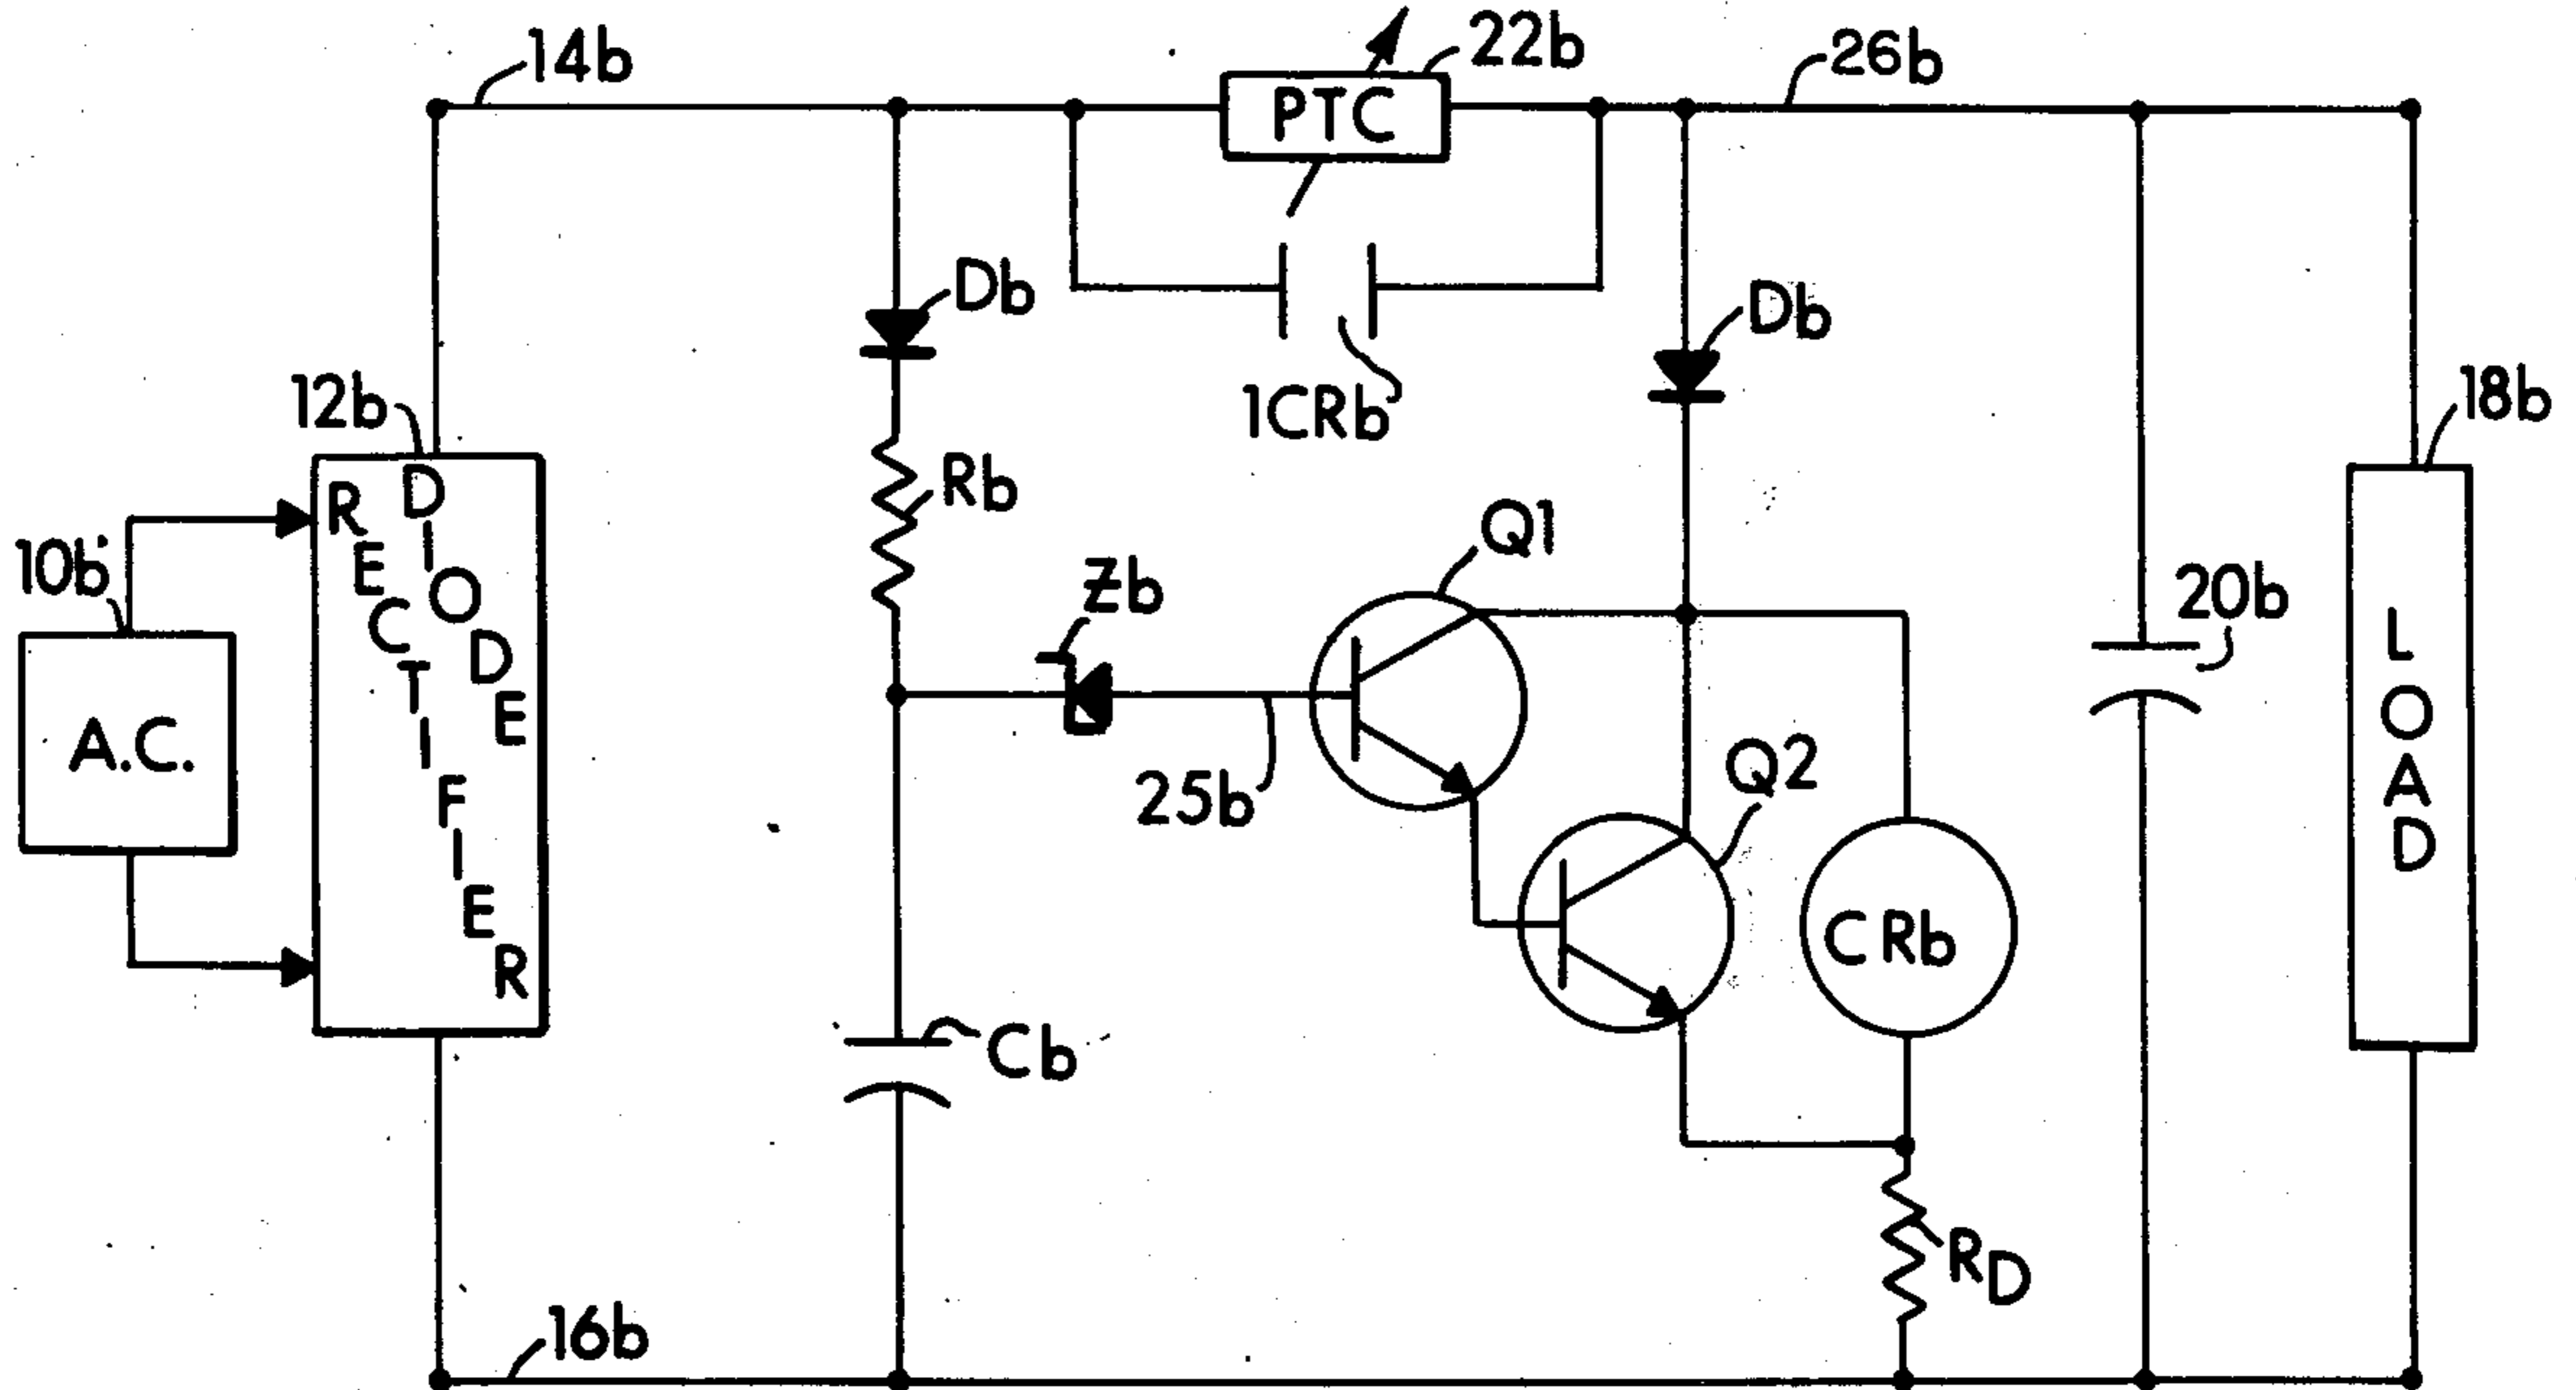 14b
22b
26b
PTC
Db
Db
1CRb
12b
18b
Rb
DIODE
RECTIFIER
Q1
10b
Zb
20b
A.C.
25b
Q2
LOAD
CRb
Cb
RD
16b